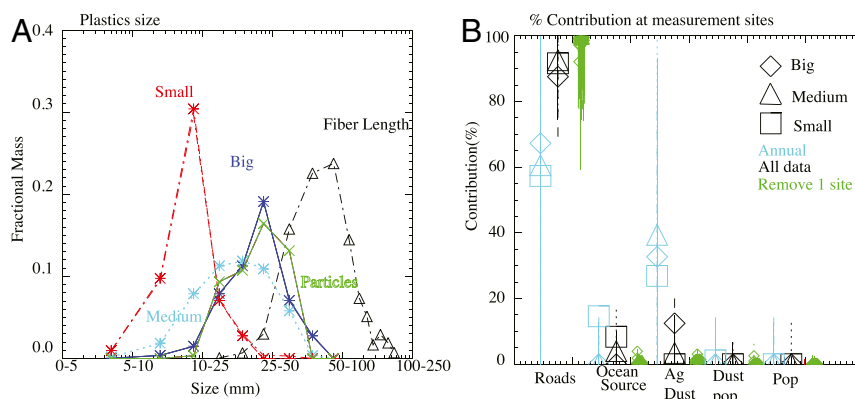 A
Plastics size
0.4
0.3
0.2
0.1
0.0
Fractional Mass
Small
Fiber Length
Big
Particles
Medium
0-5 5-10 10-25 23-25 25-50 50-100 100-250
Size (mm)
B
% Contribution at measurement sites
100
80
60
40
20
0
Contribution(%)
Big
Medium
Small
Annual
All data
Remove 1 site
Roads Ocean Source Ag Dust Dust pop Pop